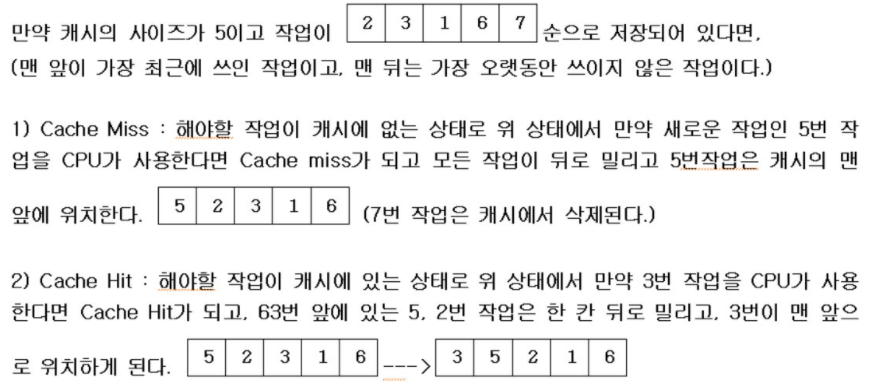 만약 캐시의 사이즈가 5이고 작업이 2 3 1 6 7 순으로 저장되어 있다면,
(맨 앞이 가장 최근에 쓰인 작업이고, 맨 뒤는 가장 오랫동안 쓰이지 않은 작업이다.)
1) Cache Miss : 해야할 작업이 캐시에 없는 상태로 위 상태에서 만약 새로운 작업인 5번 작
업을 CPU가 사용한다면 Cache miss가 되고 모든 작업이 뒤로 밀리고 5번작업은 캐시의 맨
앞에 위치한다. 5 2 3 1 6 (7번 작업은 캐시에서 삭제된다.)
2) Cache Hit : 해야할 작업이 캐시에 있는 상태로 위 상태에서 만약 3번 작업을 CPU가 사용
한다면 Cache Hit가 되고, 63번 앞에 있는 5, 2번 작업은 한 칸 뒤로 밀리고, 3번이 맨 앞으
로 위치하게 된다. 5 2 3 1 6 ---> 3 5 2 1 6